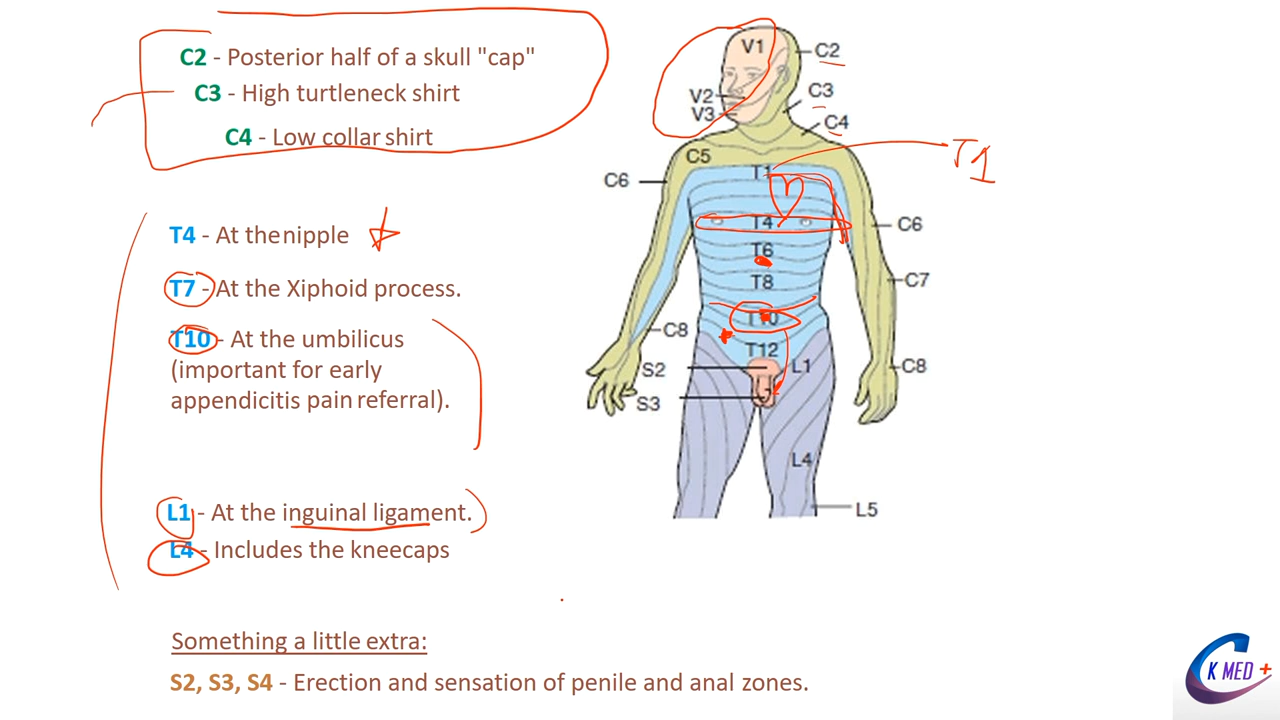 C2 - Posterior half of a skull "cap"
C3 - High turtleneck shirt
C4 - Low collar shirt
T4 - At thenipple
T7 - At the Xiphoid process.
T10 - At the umbilicus
(important for early
appendicitis pain referral).
L1 - At the inguinal ligament.
L4 - Includes the kneecaps
Something a little extra:
S2, S3, S4 - Erection and sensation of penile and anal zones.
V1
C2
V2
C3
V3
C4
C5
T1
T1
C6
T4
C6
T6
T8
C7
T10
C8
T12
S2
L1
C8
S3
L4
L5
K MED +